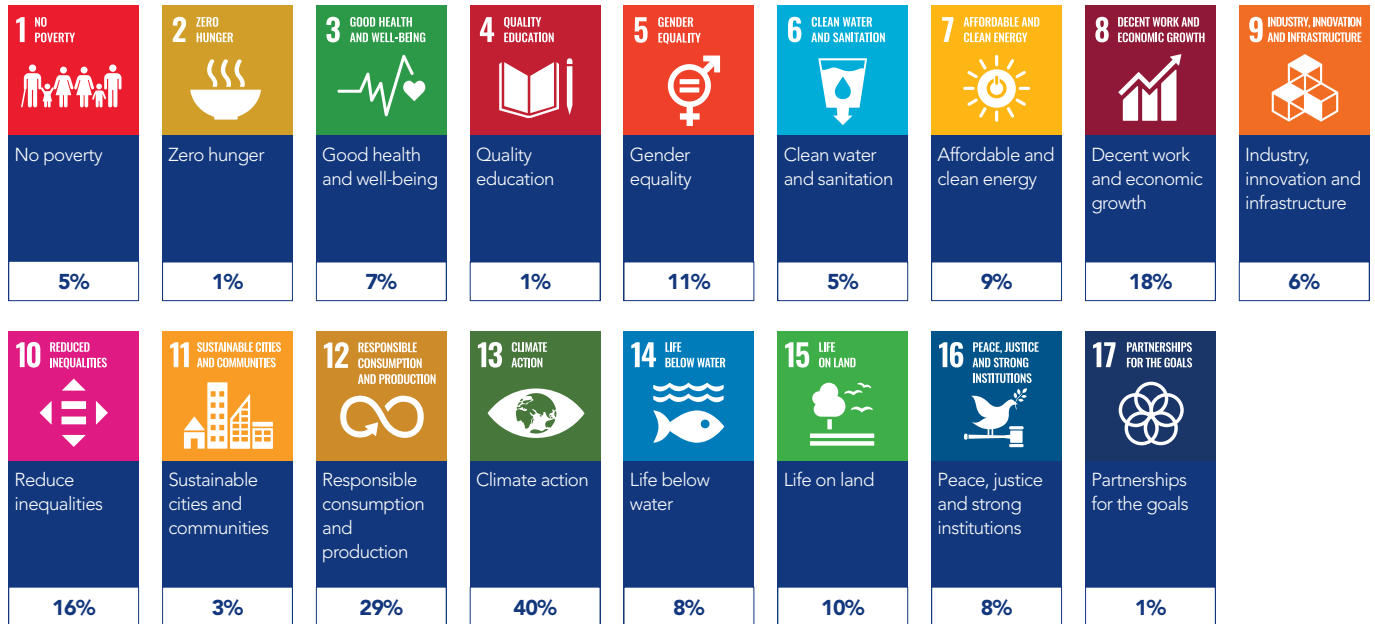 1 NO
POVERTY
2 ZERO
HUNGER
3 GOOD HEALTH
AND WELL-BEING
4 QUALITY
EDUCATION
5 GENDER
EQUALITY
6 CLEAN WATER
AND SANITATION
7 AFFORDABLE AND
CLEAN ENERGY
8 DECENT WORK AND
ECONOMIC GROWTH
9 INDUSTRY, INNOVATION
AND INFRASTRUCTURE
No poverty
Zero hunger
Good health
and well-being
Quality
education
Gender
equality
Clean water
and sanitation
Affordable and
clean energy
Decent work
and economic
growth
Industry,
innovation and
infrastructure
5%
1%
7%
1%
11%
5%
9%
18%
6%
10 REDUCED
INEQUALITIES
11 SUSTAINABLE CITIES
AND COMMUNITIES
12 RESPONSIBLE
CONSUMPTION
AND PRODUCTION
13 CLIMATE
ACTION
14 LIFE
BELOW WATER
15 LIFE
ON LAND
16 PEACE, JUSTICE
AND STRONG
INSTITUTIONS
17 PARTNERSHIPS
FOR THE GOALS
Reduce
inequalities
Sustainable
cities and
communities
Responsible
consumption
and
production
Climate action
Life below
water
Life on land
Peace, justice
and strong
institutions
Partnerships
for the goals
16%
3%
29%
40%
8%
10%
8%
1%